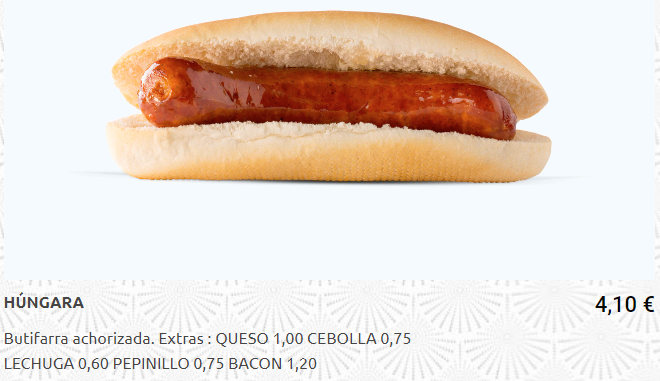 HÚNGARA
4,10 €
Butifarra achorizada. Extras : QUESO 1,00 CEBOLLA 0,75
LECHUGA 0,60 PEPINILLO 0,75 BACON 1,20